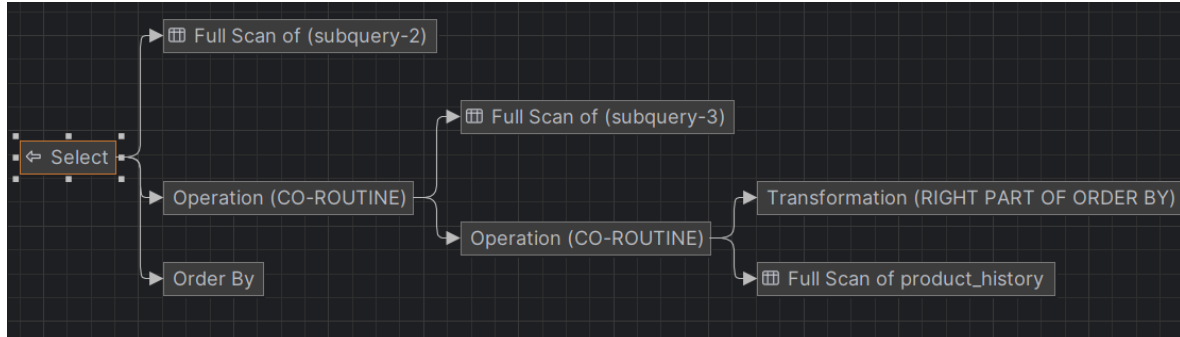 Full Scan of (subquery-2)
Full Scan of (subquery-3)
Select
Operation (CO-ROUTINE)
Transformation (RIGHT PART OF ORDER BY)
Operation (CO-ROUTINE)
Order By
Full Scan of product_history